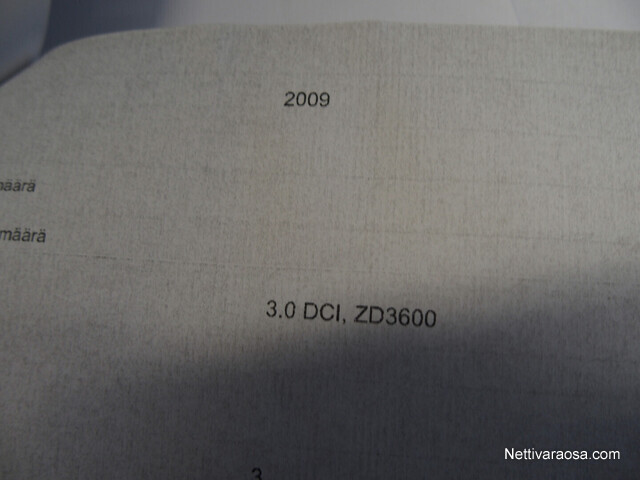 2009
määrä
määrä
3.0 DCI, ZD3600
3
Nettivaraosa.com